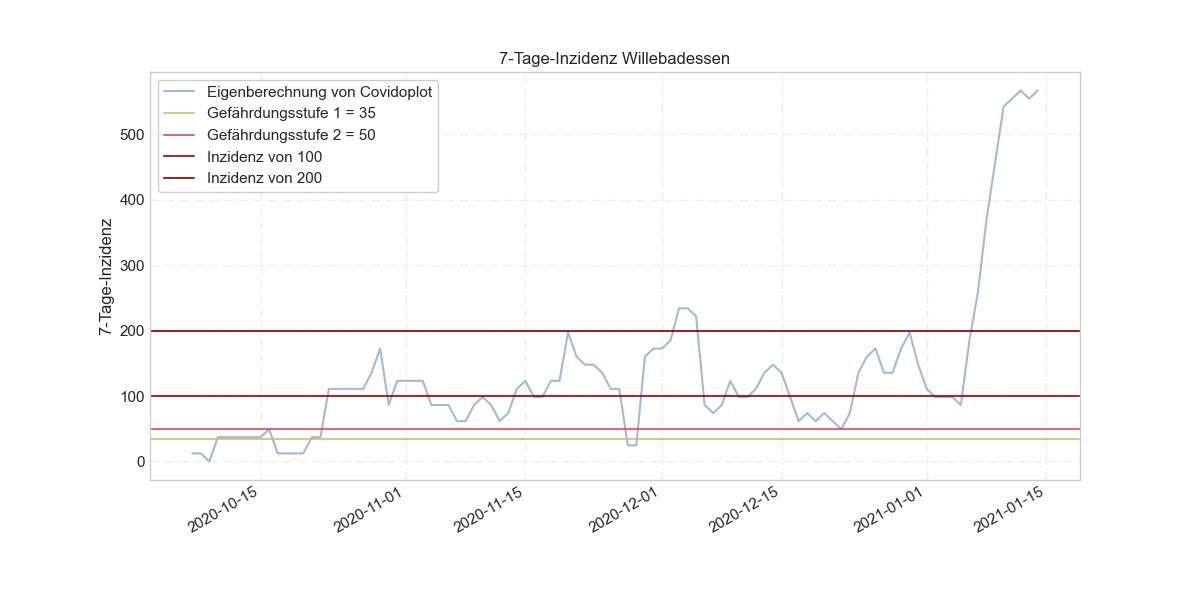 7-Tage-Inzidenz Willebadessen
Eigenberechnung von Covidoplot
Gefährdungsstufe 1 = 35
Gefährdungsstufe 2 = 50
Inzidenz von 100
Inzidenz von 200
7-Tage-Inzidenz
500
400
300
200
100
0
2020-10-15
2020-11-01
2020-11-15
2020-12-01
2020-12-15
2021-01-01
2021-01-15